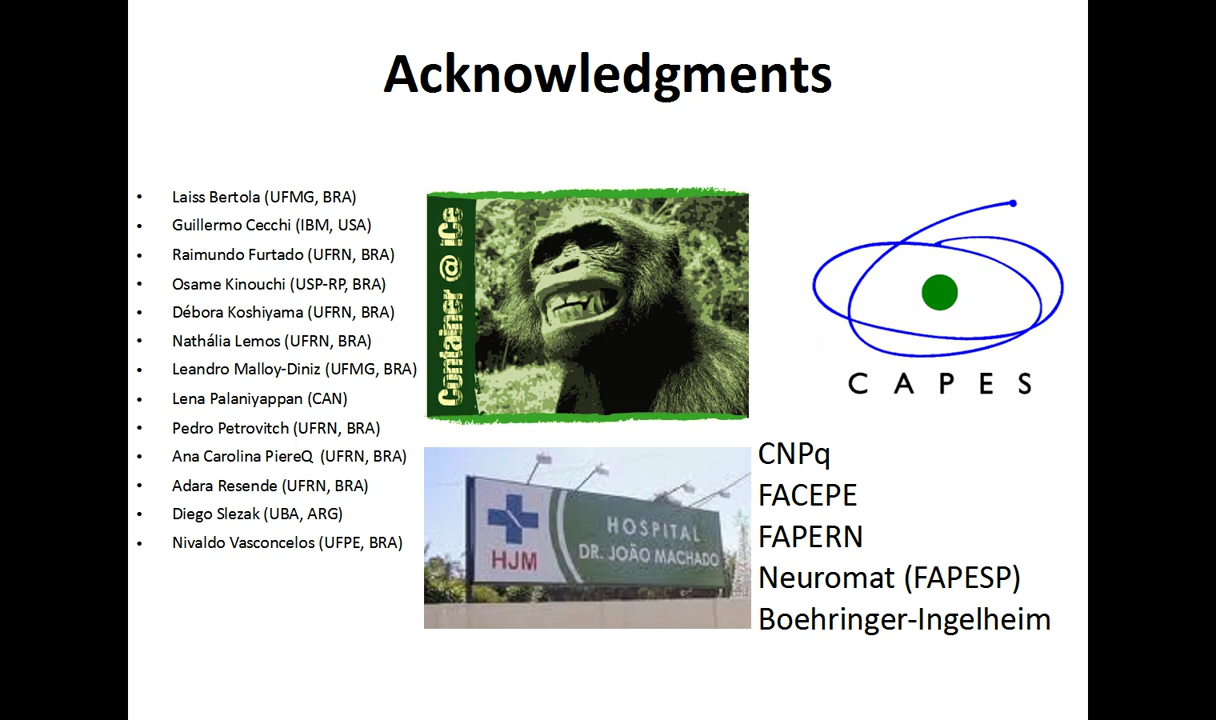 Acknowledgments
• Laiss Bertola (UFMG, BRA)
• Guillermo Cecchi (IBM, USA)
• Raimundo Furtado (UFRN, BRA)
• Osame Kinouchi (USP-RP, BRA)
• Débora Koshiyama (UFRN, BRA)
• Nathália Lemos (UFRN, BRA)
• Leandro Malloy-Diniz (UFMG, BRA)
• Lena Palaniyappan (CAN)
• Pedro Petrovitch (UFRN, BRA)
• Ana Carolina PiereQ (UFRN, BRA)
• Adara Resende (UFRN, BRA)
• Diego Slezak (UBA, ARG)
• Nivaldo Vasconcelos (UFPE, BRA)
Container @ iCe
CAPES
HJM
HOSPITAL
DR. JOÃO MACHADO
CNPq
FACEPE
FAPERN
Neuromat (FAPESP)
Boehringer-Ingelheim